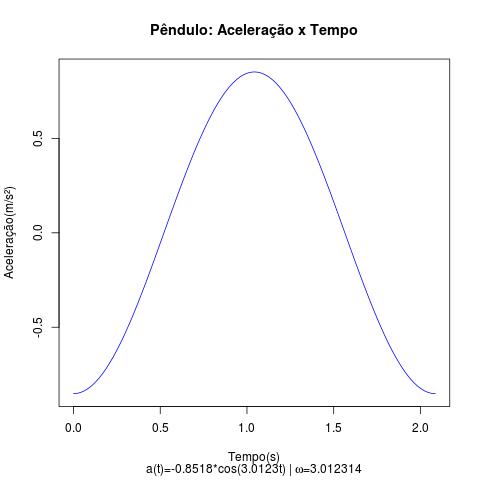 Pêndulo: Aceleração x Tempo
Aceleração(m/s²)
0.5
0.0
-0.5
0.0 0.5 1.0 1.5 2.0
Tempo(s)
a(t)=-0.8518*cos(3.0123t) | ω=3.012314